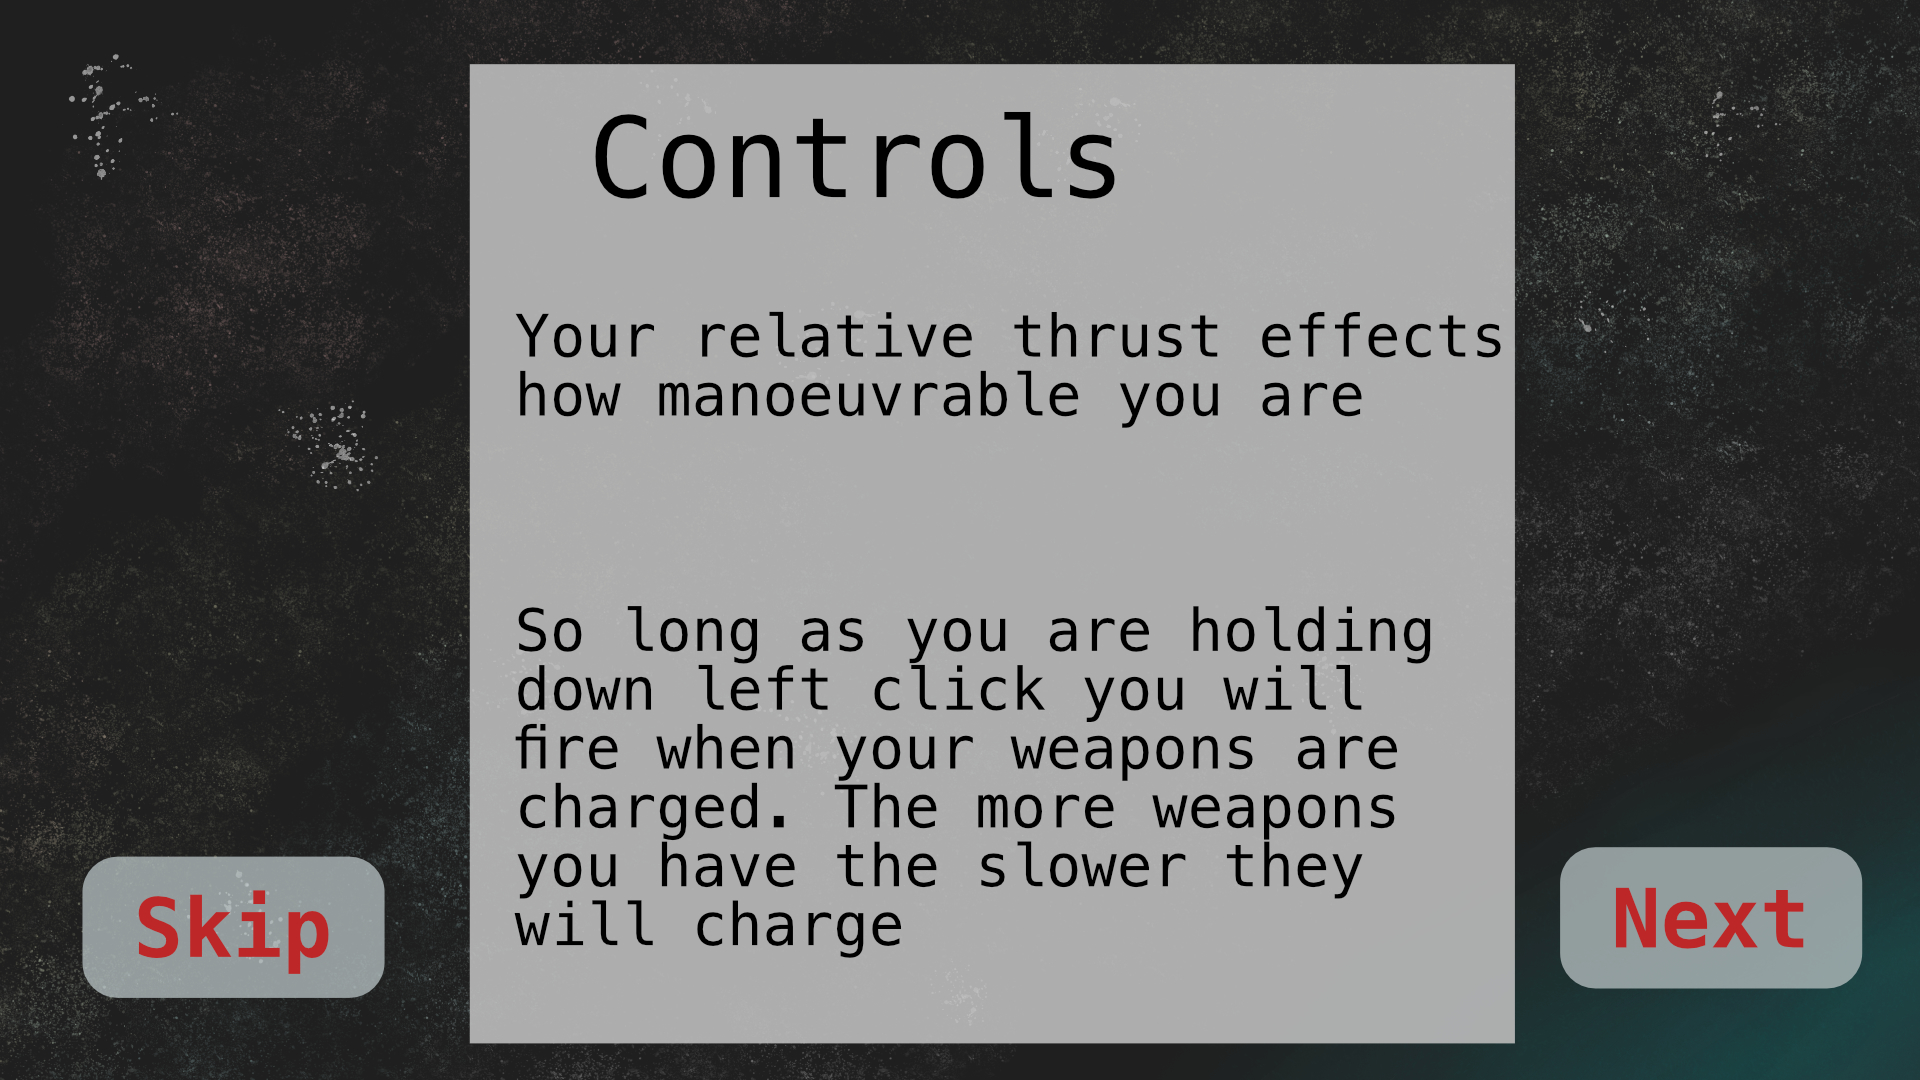 Controls
Your relative thrust effects
how manoeuvrable you are
So long as you are holding
down left click you will
fire when your weapons are
charged. The more weapons
you have the slower they
will charge
Skip
Next